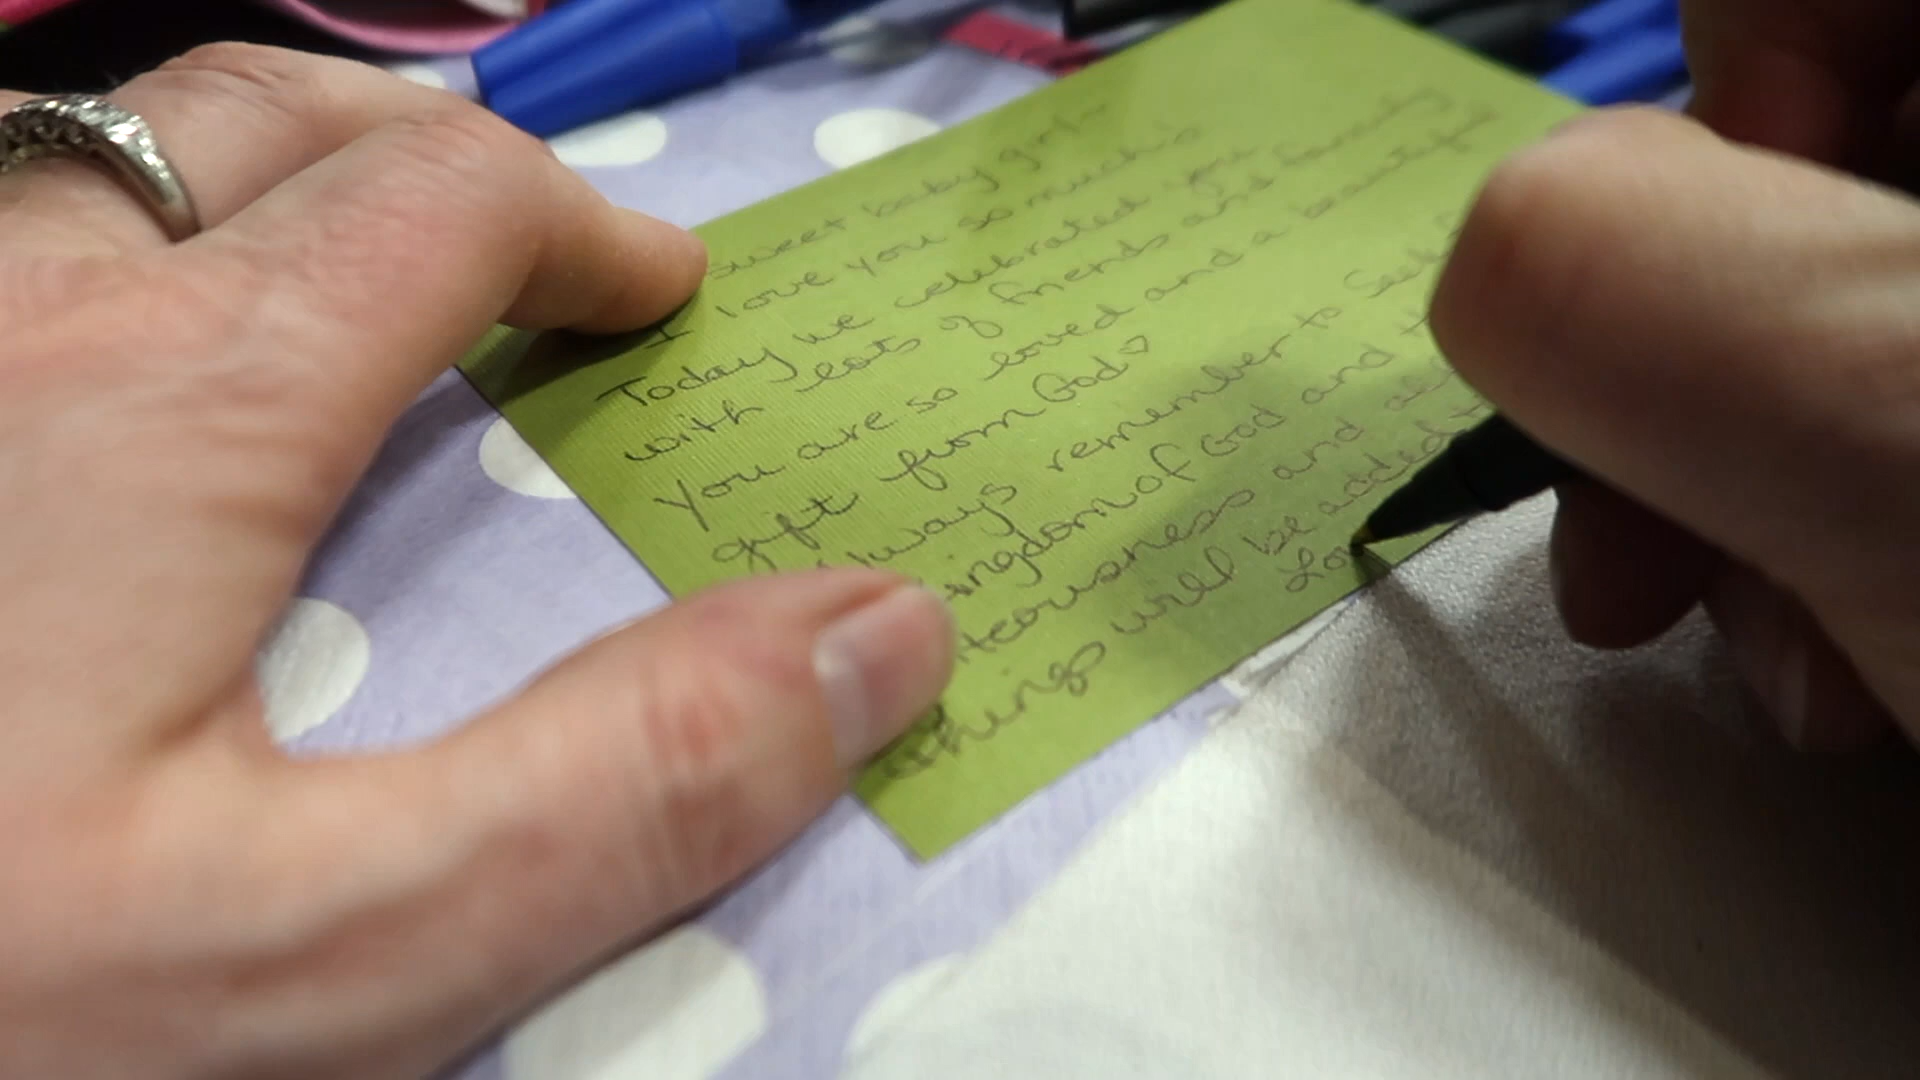 Sweet baby girl~
I love you so much!
Today we celebrated you
with lots of friends and family
You are so loved and a beautiful
gift from God♡
Always remember to Seek
kingdom of God and
and all
things will be added
Lov